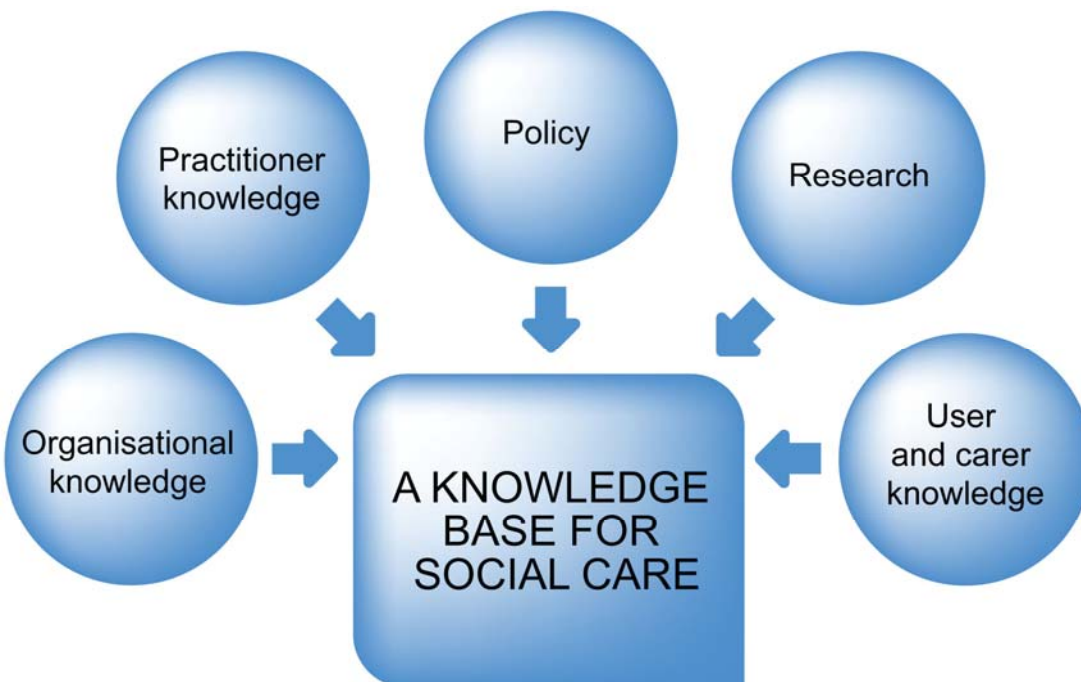 Practitioner
knowledge
Policy
Research
Organisational
knowledge
User
and carer
knowledge
A KNOWLEDGE
BASE FOR
SOCIAL CARE